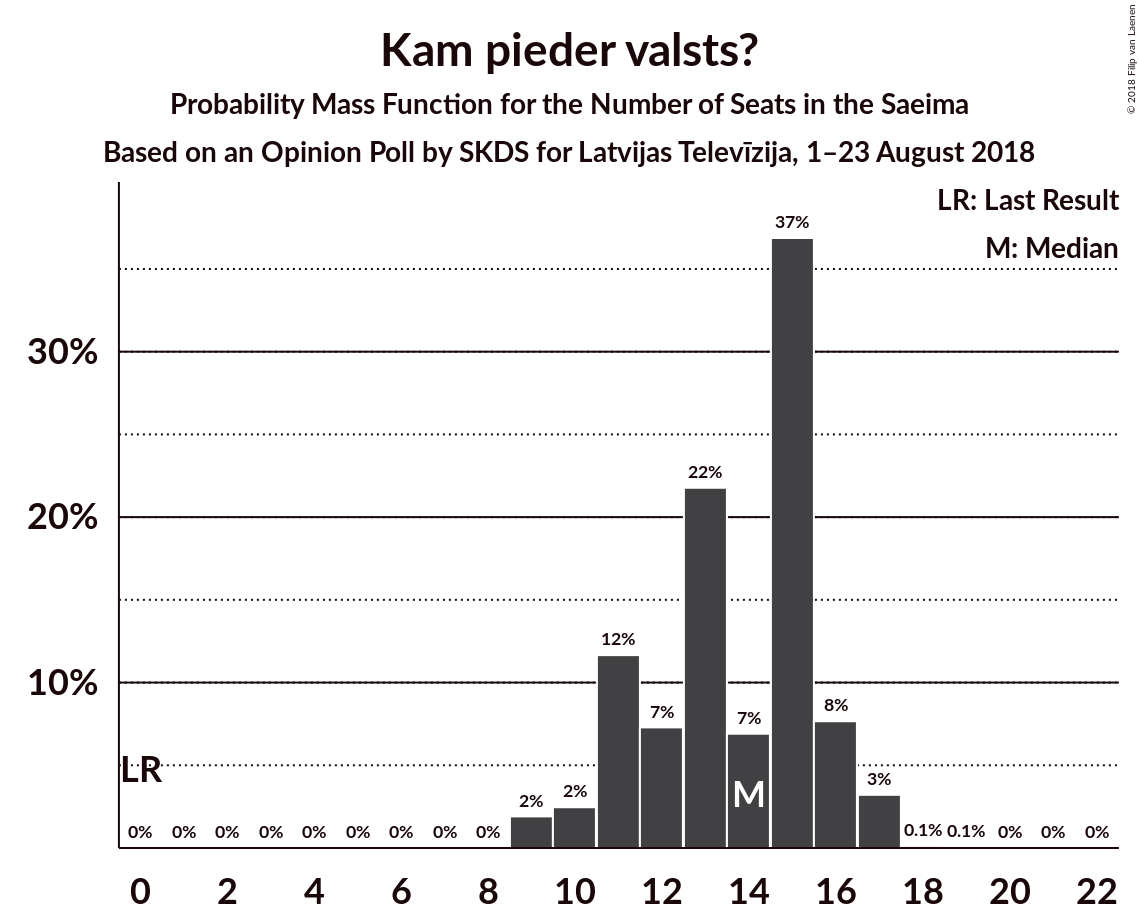 Kam pieder valsts?
Probability Mass Function for the Number of Seats in the Saeima
Based on an Opinion Poll by SKDS for Latvijas Televīzija, 1–23 August 2018
© 2018 Filip van Laenen
LR: Last Result
M: Median
37%
30%
22%
20%
12%
10%
8%
7%
7%
LR
M
3%
2%
2%
0% 0% 0% 0% 0% 0% 0% 0% 0% 0.1% 0.1% 0% 0% 0%
0 2 4 6 8 10 12 14 16 18 20 22